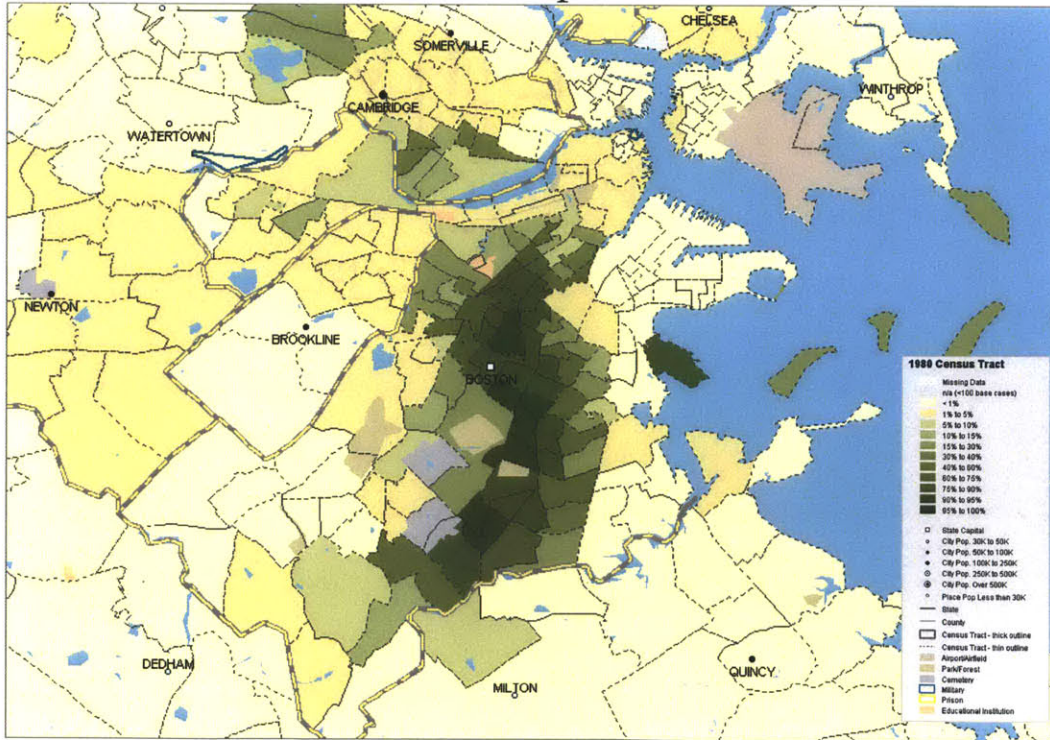 CHELSEA
SOMERVILLE
WINTHROP
CAMBRIDGE
WATERTOWN
NEWTON
BROOKLINE
BOSTON
DEDHAM
MILTON
QUINCY
1980 Census Tract
Missing Data
n/a (<100 base cases)
< 1%
1% to 5%
5% to 10%
10% to 15%
15% to 30%
30% to 40%
40% to 60%
60% to 75%
75% to 90%
90% to 95%
95% to 100%
State Capital
City Pop. 30K to 50K
City Pop. 50K to 100K
City Pop. 100K to 250K
City Pop. 250K to 500K
City Pop. Over 500K
Place Pop Less than 30K
State
County
Census Tract - thick outline
Census Tract - thin outline
Airport/Airfield
Park/Forest
Cemetery
Military
Prison
Educational Institution